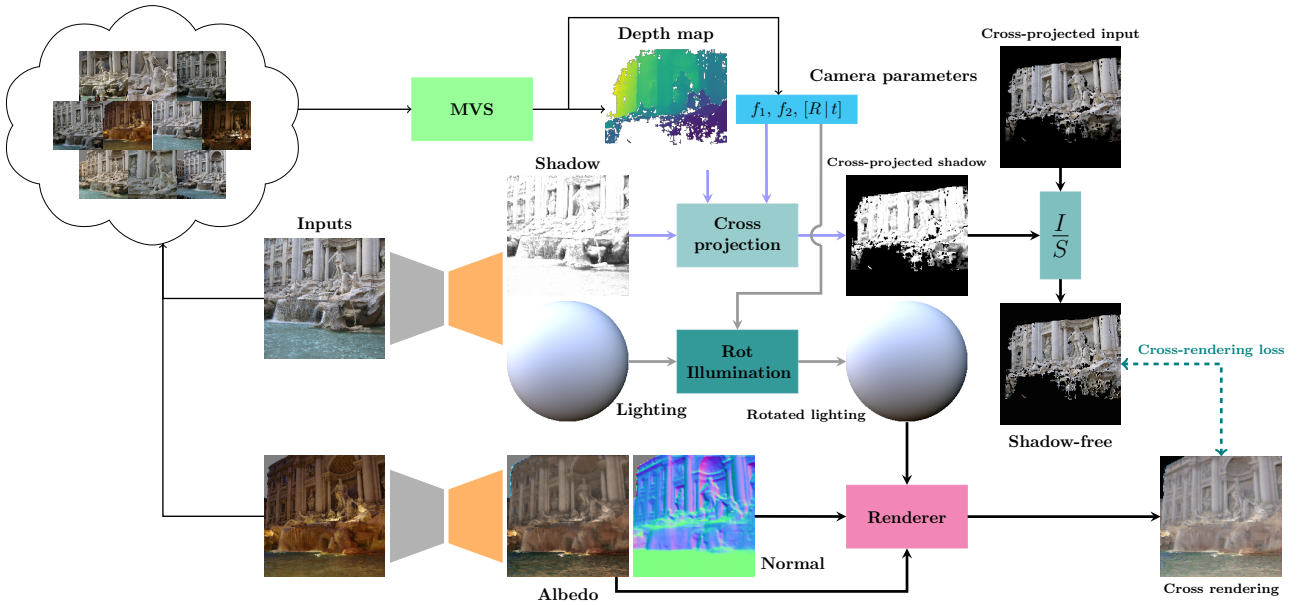 Cross-projected input
Depth map
Camera parameters
MVS
f₁, f₂, [R | t]
Shadow
Cross-projected shadow
Inputs
Cross
projection
I
S
Rot
Illumination
Cross-rendering loss
Lighting
Rotated lighting
Shadow-free
Renderer
Normal
Albedo
Cross rendering